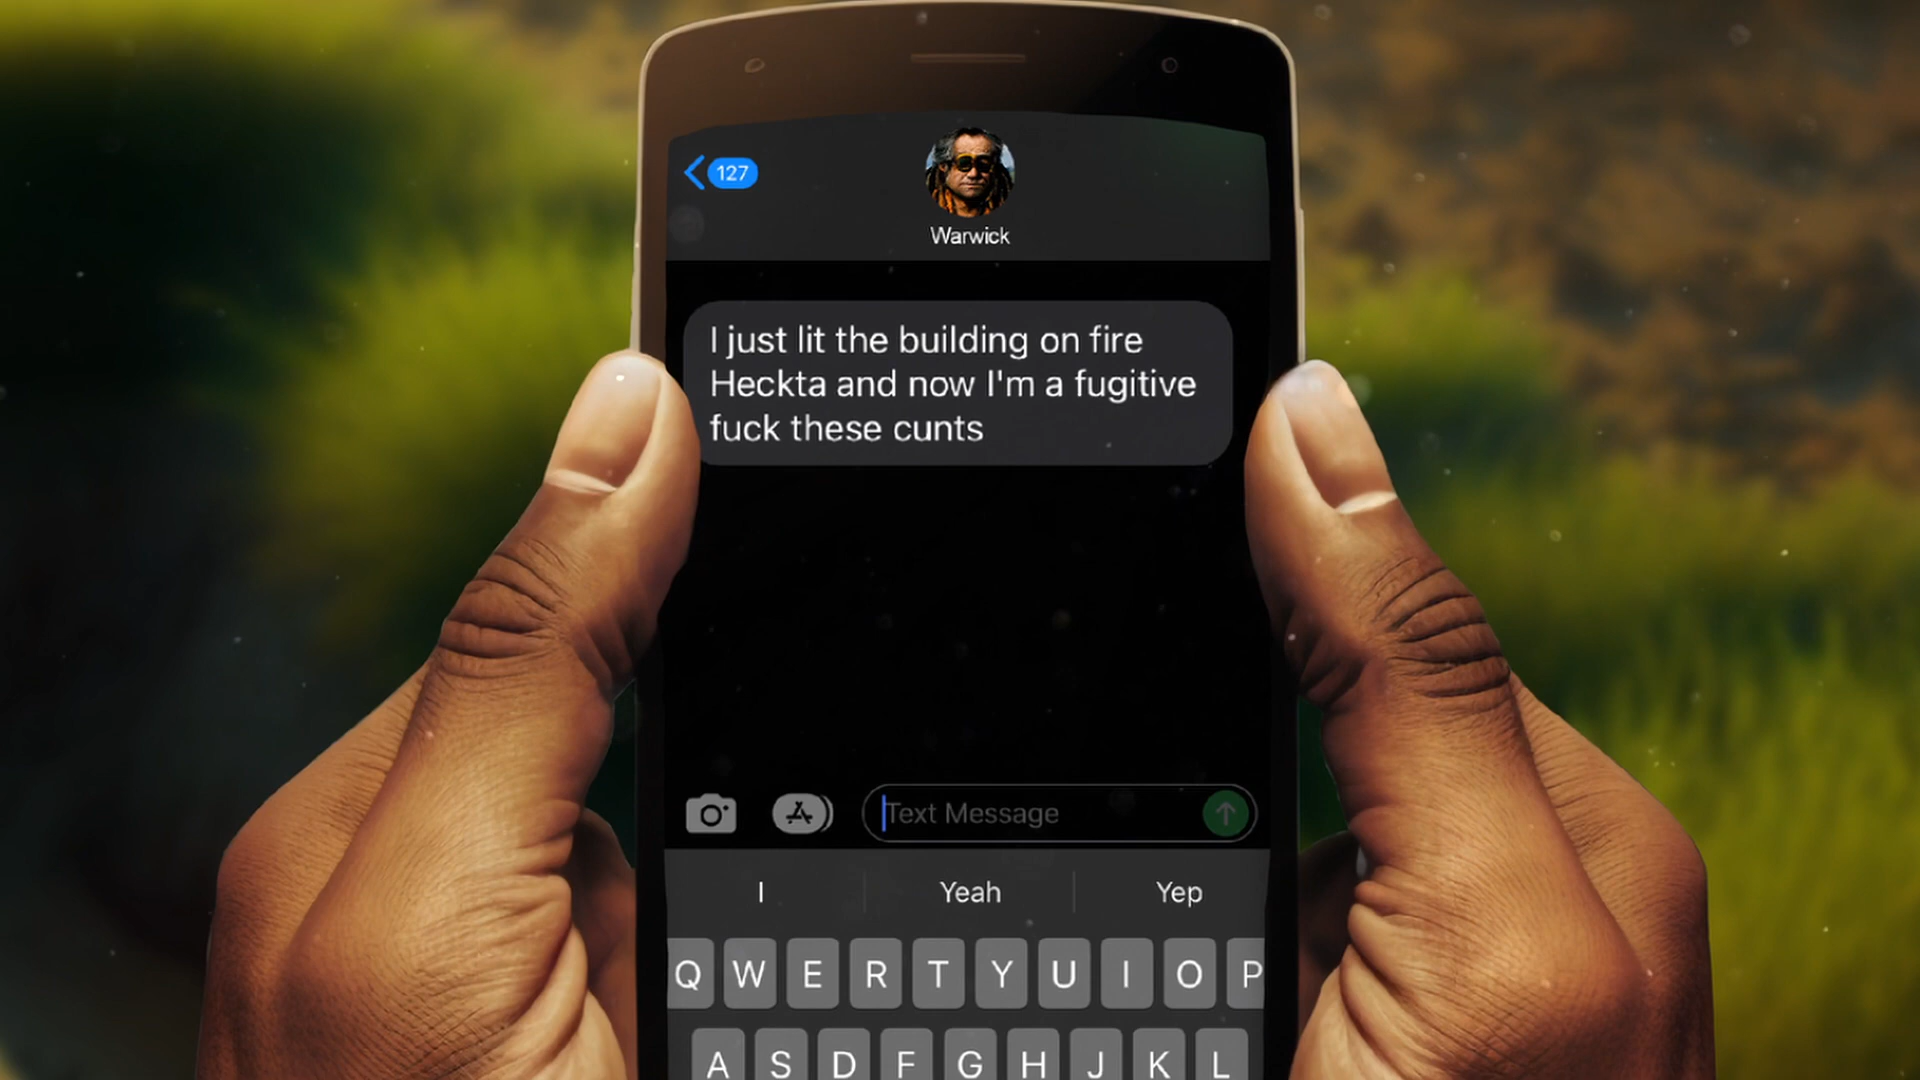 127
Warwick
I just lit the building on fire
Heckta and now I'm a fugitive
fuck these cunts
Text Message
I Yeah Yep
Q W E R T Y U I O P
A S D F G H J K L